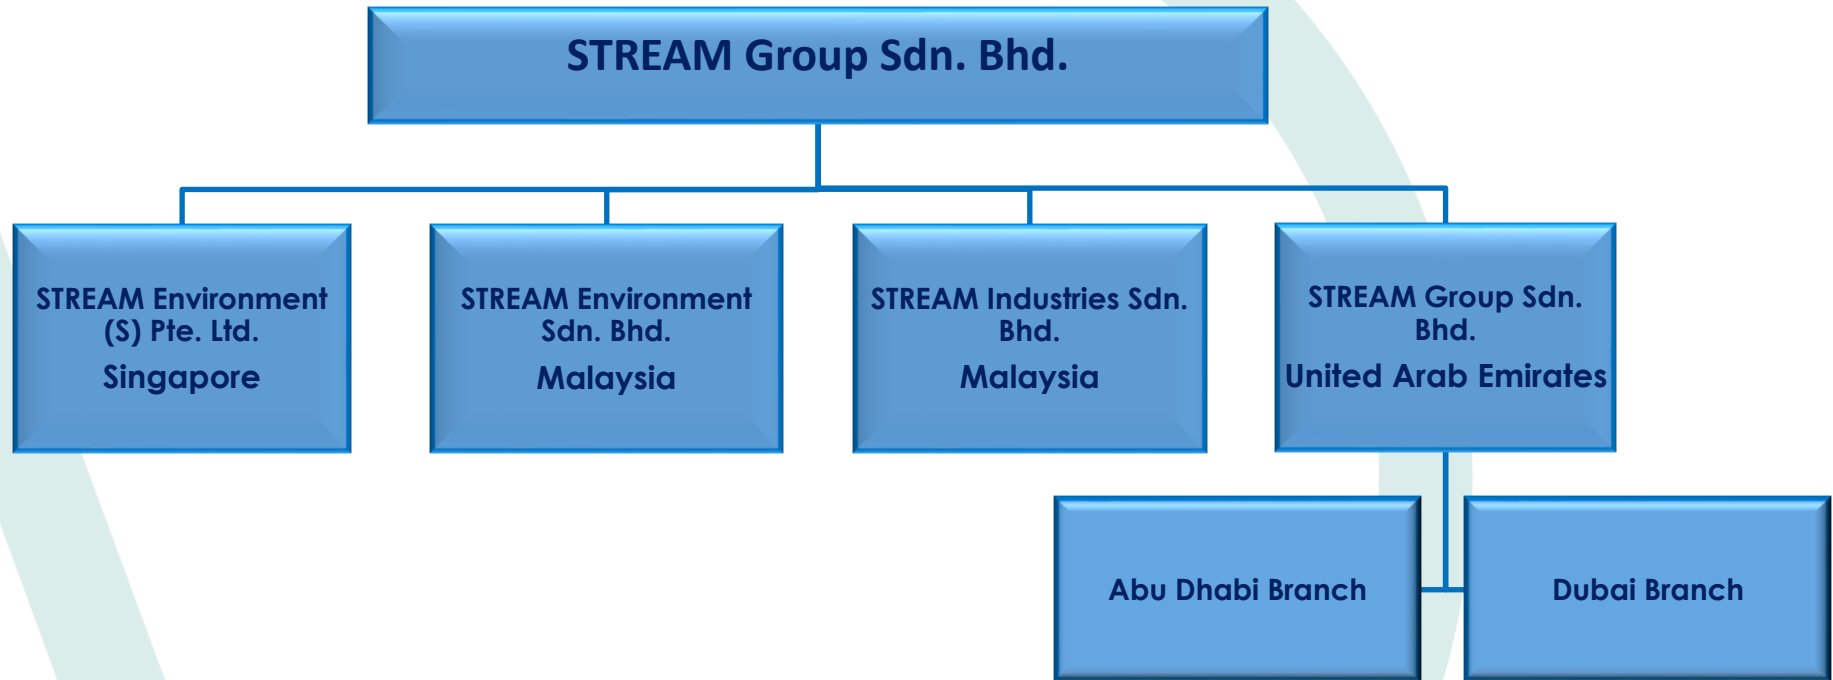 STREAM Group Sdn. Bhd.
STREAM Environment
(S) Pte. Ltd.
Singapore
STREAM Environment
Sdn. Bhd.
Malaysia
STREAM Industries Sdn.
Bhd.
Malaysia
STREAM Group Sdn.
Bhd.
United Arab Emirates
Abu Dhabi Branch
Dubai Branch